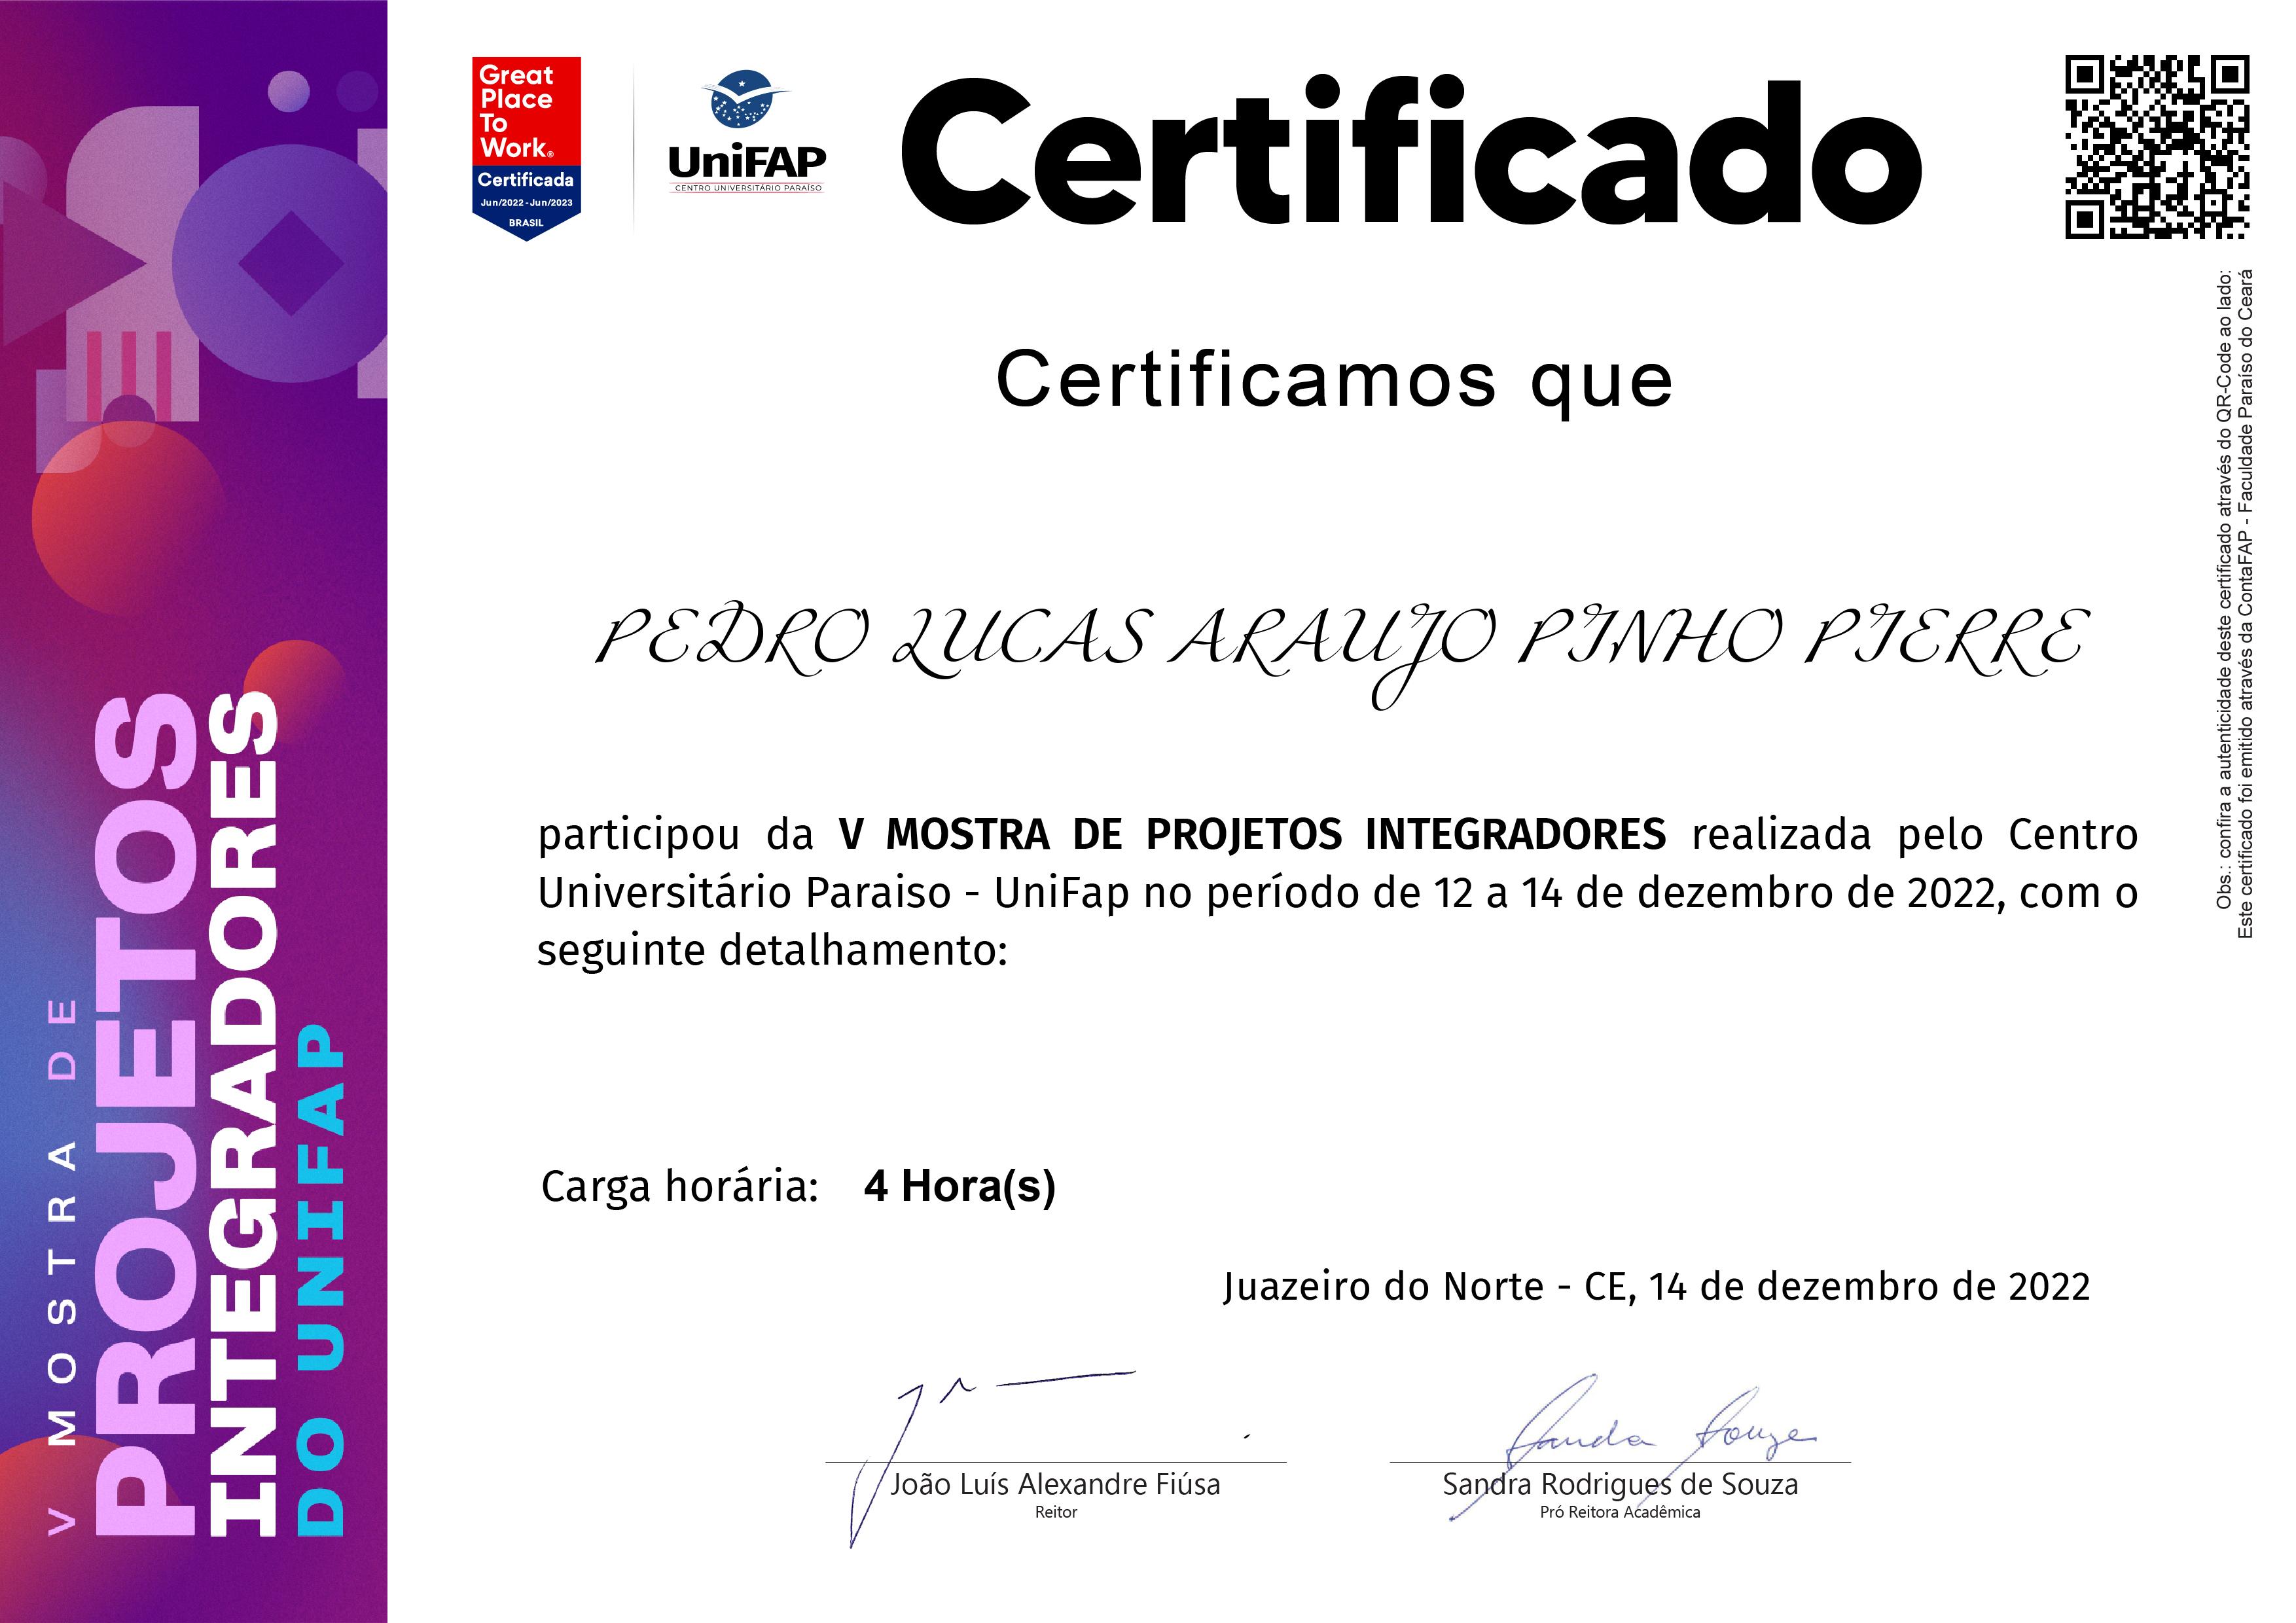 Great
Place
To
Work®
Certificada
Jun/2022 - Jun/2023
BRASIL
UniFAP
CENTRO UNIVERSITÁRIO PARAÍSO
Certificado
Certificamos que
PEDRO LUCAS ARAUJO PINHO PIERRE
participou da V MOSTRA DE PROJETOS INTEGRADORES realizada pelo Centro
Universitário Paraiso - UniFap no período de 12 a 14 de dezembro de 2022, com o
seguinte detalhamento:
Carga horária: 4 Hora(s)
Juazeiro do Norte - CE, 14 de dezembro de 2022
Sanda Souza
João Luís Alexandre Fiúsa
Reitor
Sandra Rodrigues de Souza
Pró Reitora Acadêmica
V MOSTRA DE
PROJETOS
INTEGRADORES
DO UNIFAP
Obs.: confira a autenticidade deste certificado através do QR-Code ao lado:
Este certificado foi emitido através da ContaFAP - Faculdade Paraíso do Ceará